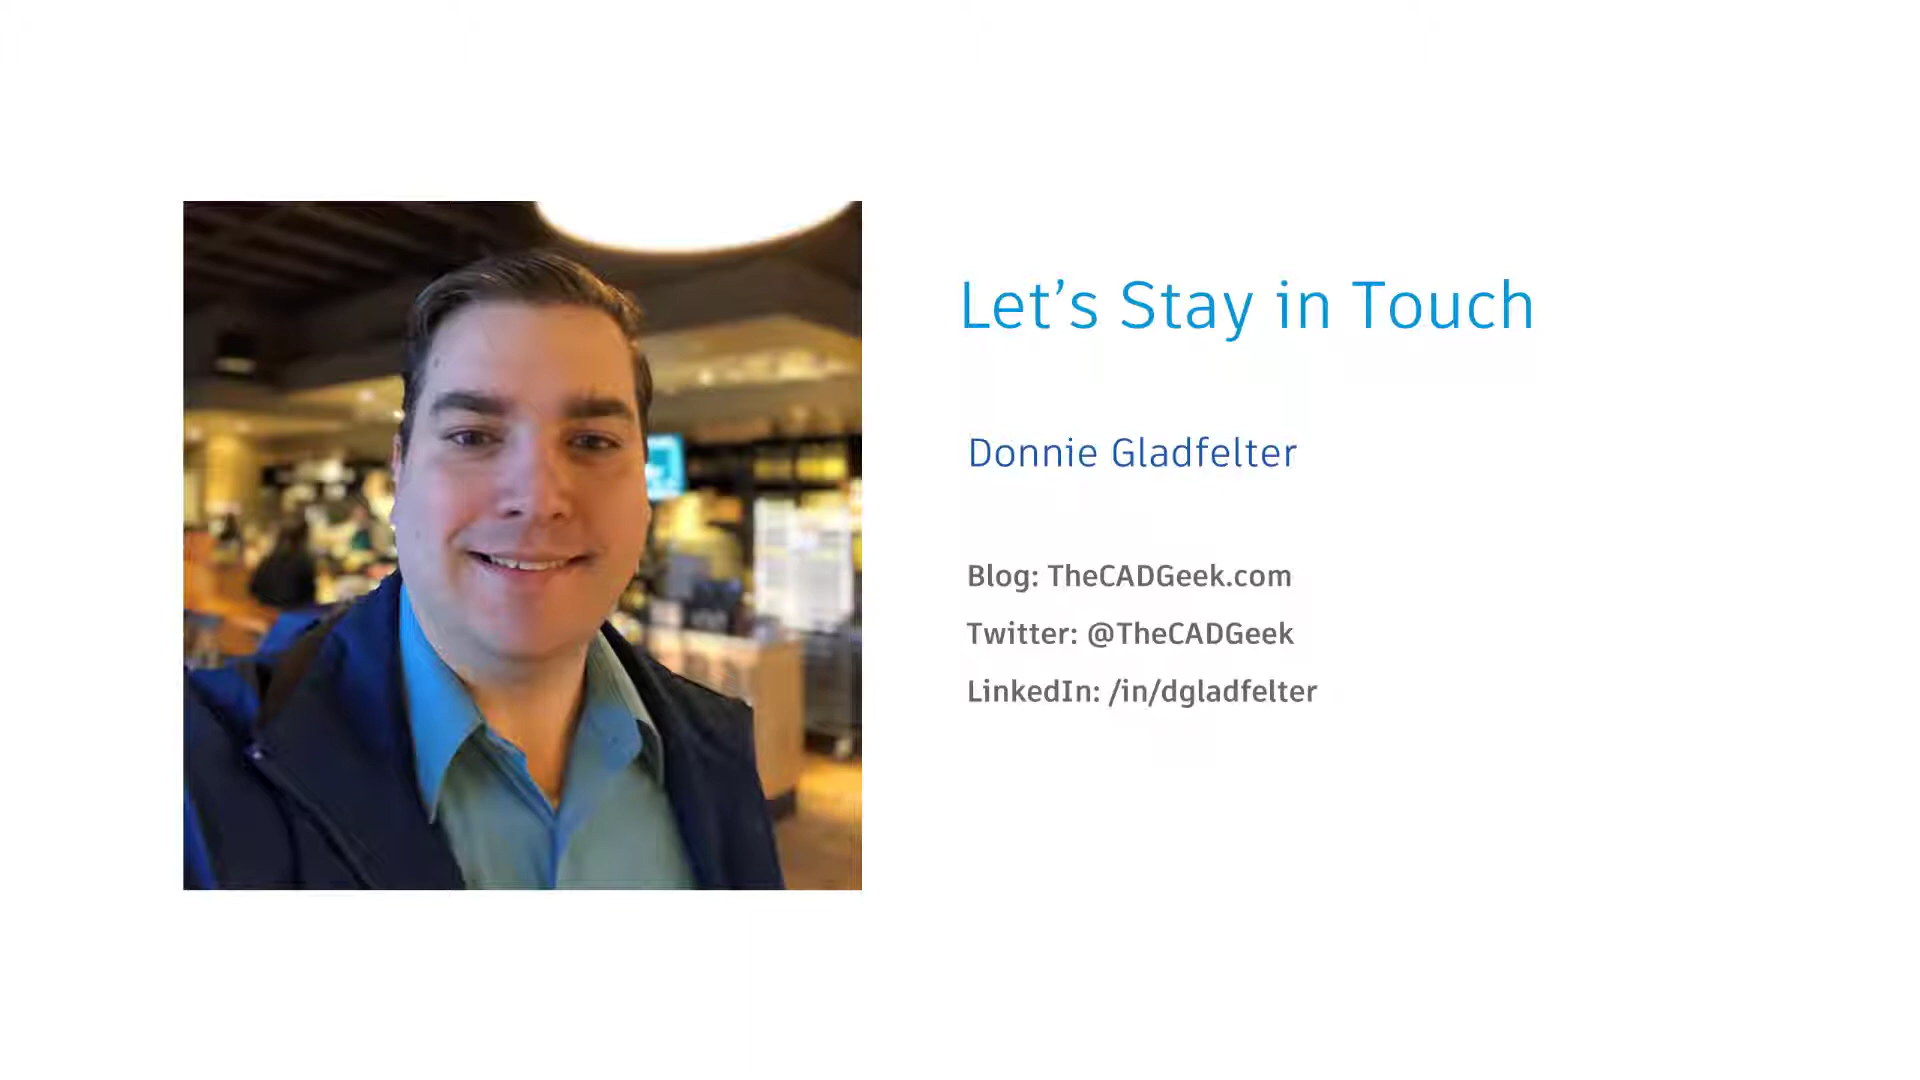 Let’s Stay in Touch
Donnie Gladfelter
Blog: TheCADGeek.com
Twitter: @TheCADGeek
LinkedIn: /in/dgladfelter